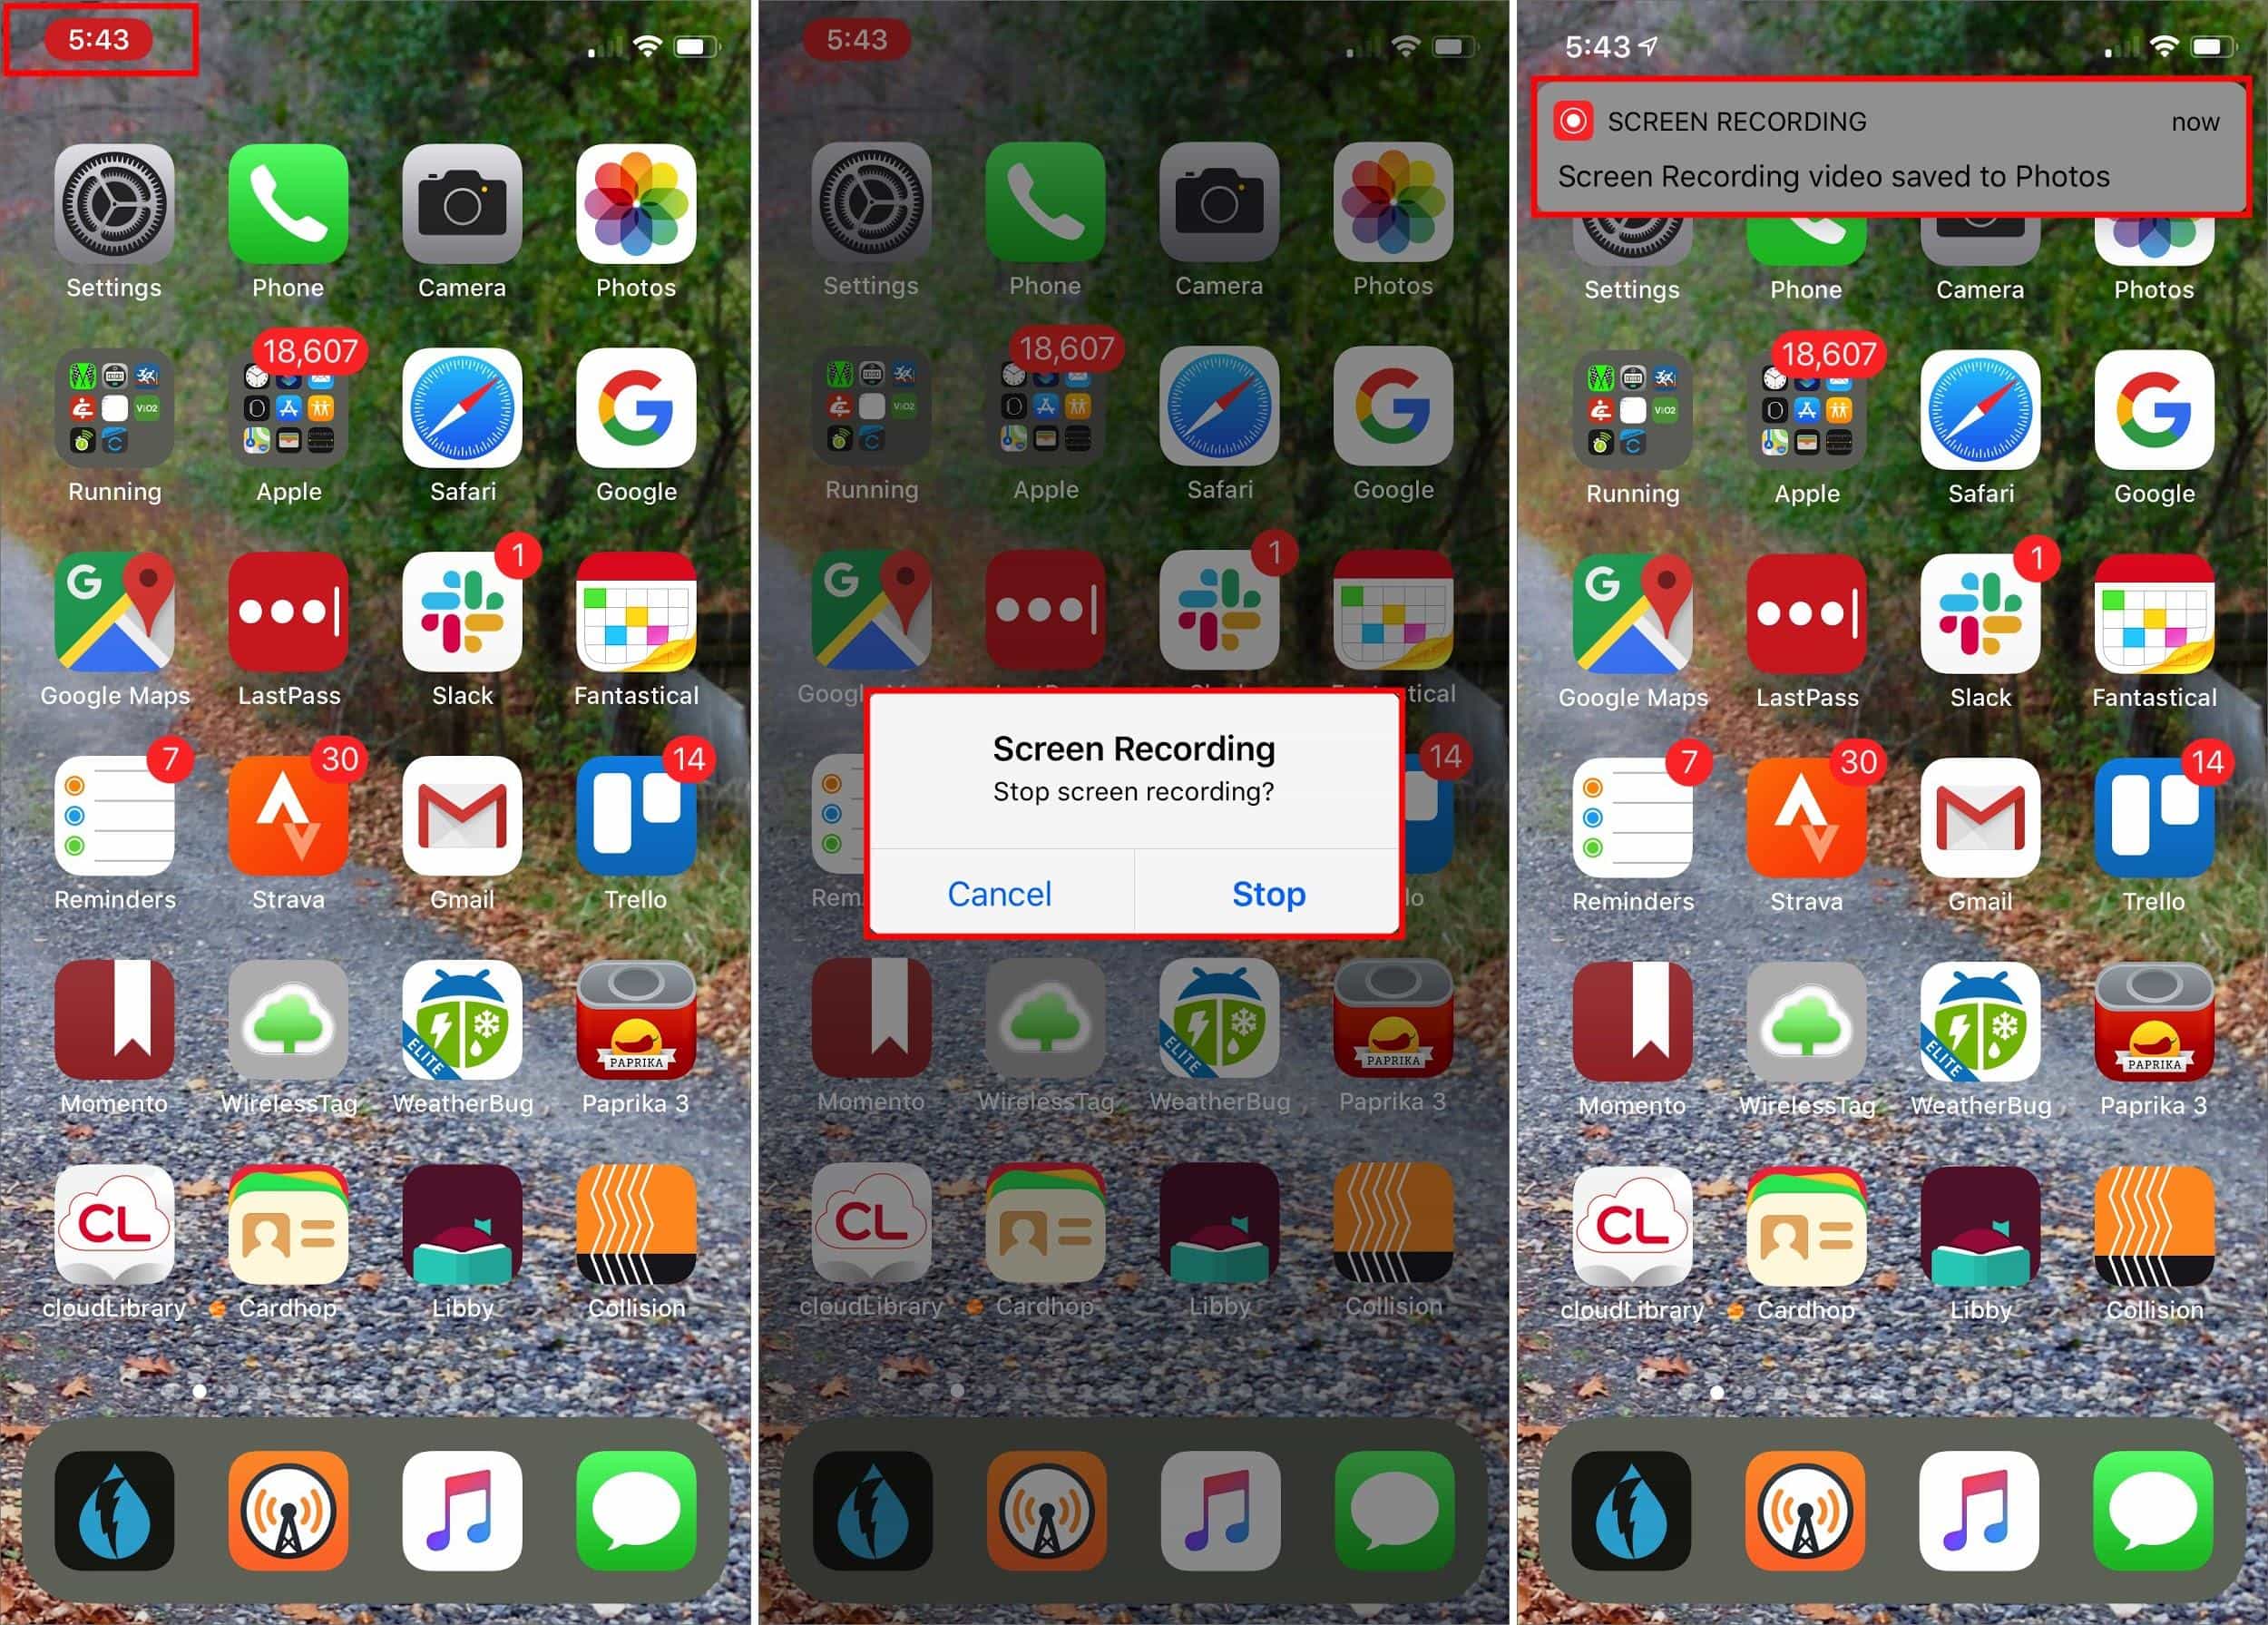 5:43
Settings
Phone
Camera
Photos
18,607
Running
Apple
Safari
Google
1
Google Maps
LastPass
Slack
Fantastical
7
30
14
Reminders
Strava
Gmail
Trello
ELITE
PAPRIKA
Momento
WirelessTag
WeatherBug
Paprika 3
CL
cloudLibrary
Cardhop
Libby
Collision
5:43
Settings
Phone
Camera
Photos
18,607
Running
Apple
Safari
Google
1
Googl
tical
14
Screen Recording
Stop screen recording?
Cancel
Stop
Rem
lo
ELITE
PAPRIKA
Momento
WirelessTag
WeatherBug
Paprika 3
CL
cloudLibrary
Cardhop
Libby
Collision
5:43
SCREEN RECORDING
now
Screen Recording video saved to Photos
Settings
Phone
Camera
Photos
18,607
Running
Apple
Safari
Google
1
Google Maps
LastPass
Slack
Fantastical
7
30
14
Reminders
Strava
Gmail
Trello
ELITE
PAPRIKA
Momento
WirelessTag
WeatherBug
Paprika 3
CL
cloudLibrary
Cardhop
Libby
Collision